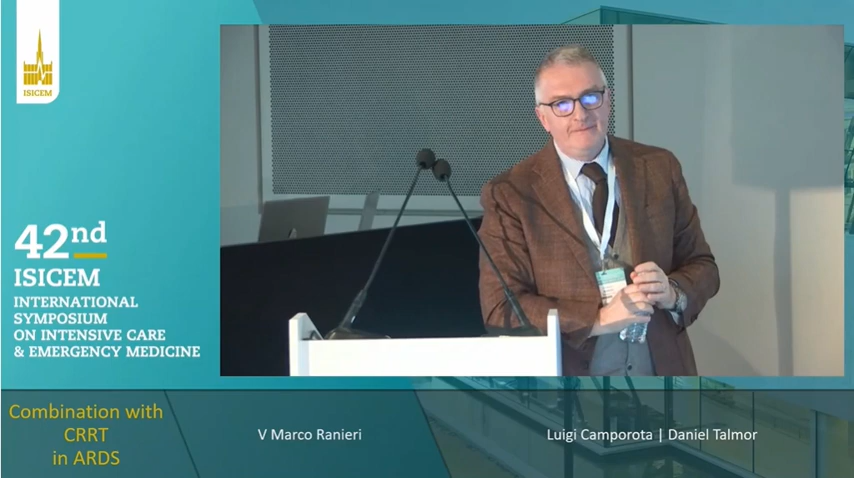 ISICEM
42nd
ISICEM
INTERNATIONAL
SYMPOSIUM
ON INTENSIVE CARE
& EMERGENCY MEDICINE
Combination with
CRRT
in ARDS
V Marco Ranieri
Luigi Camporota | Daniel Talmor